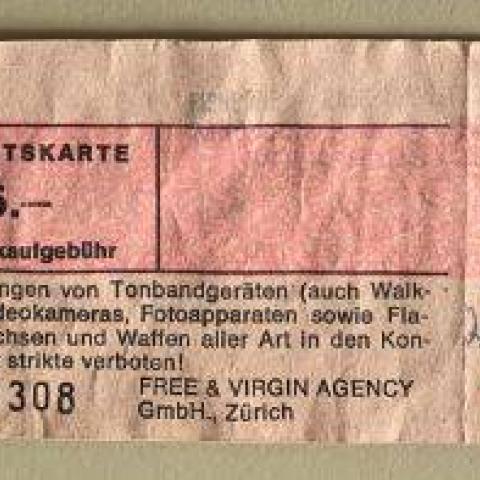 TSKARTE
.—
kaufgebühr
ngen von Tonbandgeräten (auch Walk-
deokameras, Fotoapparaten sowie Fla-
chsen und Waffen aller Art in den Kon-
strikte verboten!
308 FREE & VIRGIN AGENCY
GmbH., Zürich